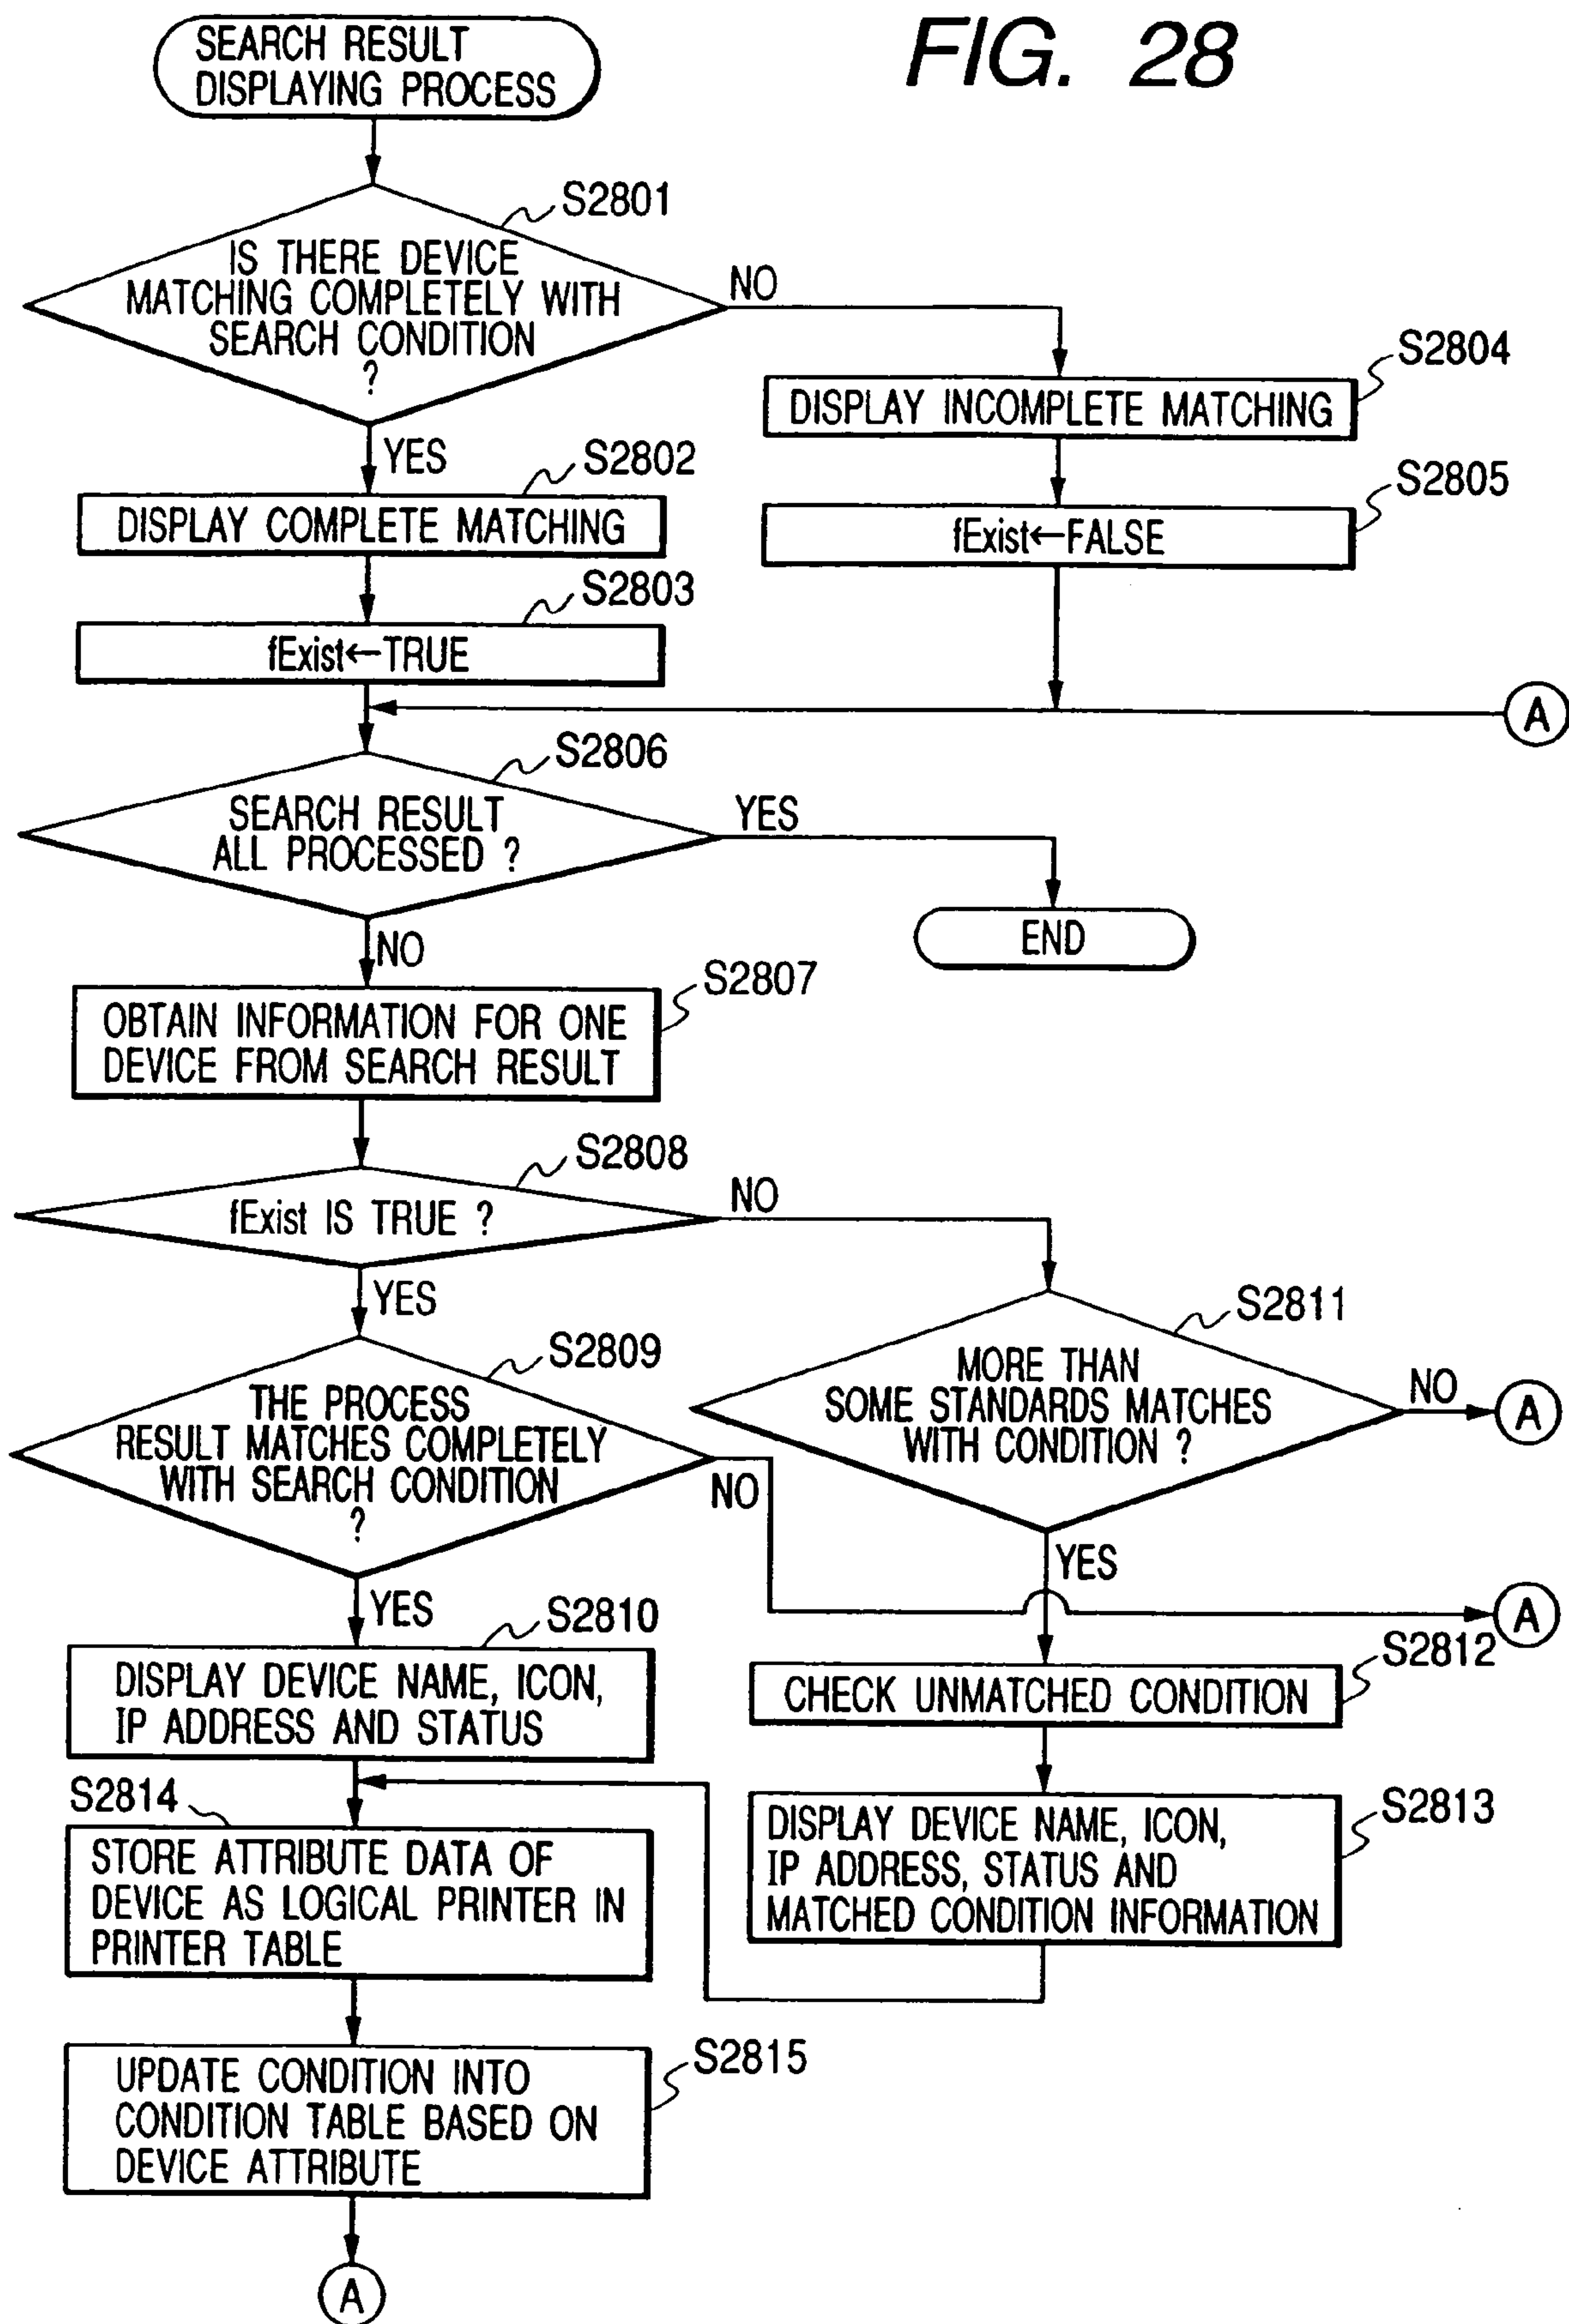 FIG. 28
SEARCH RESULT
DISPLAYING PROCESS
S2801
IS THERE DEVICE
MATCHING COMPLETELY WITH
SEARCH CONDITION
?
NO
YES
S2804
DISPLAY INCOMPLETE MATCHING
S2802
DISPLAY COMPLETE MATCHING
S2805
fExist←FALSE
S2803
fExist←TRUE
A
S2806
SEARCH RESULT
ALL PROCESSED ?
YES
END
NO
S2807
OBTAIN INFORMATION FOR ONE
DEVICE FROM SEARCH RESULT
S2808
fExist IS TRUE ?
NO
YES
S2811
MORE THAN
SOME STANDARDS MATCHES
WITH CONDITION ?
NO
A
S2809
THE PROCESS
RESULT MATCHES COMPLETELY
WITH SEARCH CONDITION
?
NO
YES
A
YES
S2810
DISPLAY DEVICE NAME, ICON,
IP ADDRESS AND STATUS
S2812
CHECK UNMATCHED CONDITION
S2813
DISPLAY DEVICE NAME, ICON,
IP ADDRESS, STATUS AND
MATCHED CONDITION INFORMATION
S2814
STORE ATTRIBUTE DATA OF
DEVICE AS LOGICAL PRINTER IN
PRINTER TABLE
S2815
UPDATE CONDITION INTO
CONDITION TABLE BASED ON
DEVICE ATTRIBUTE
A